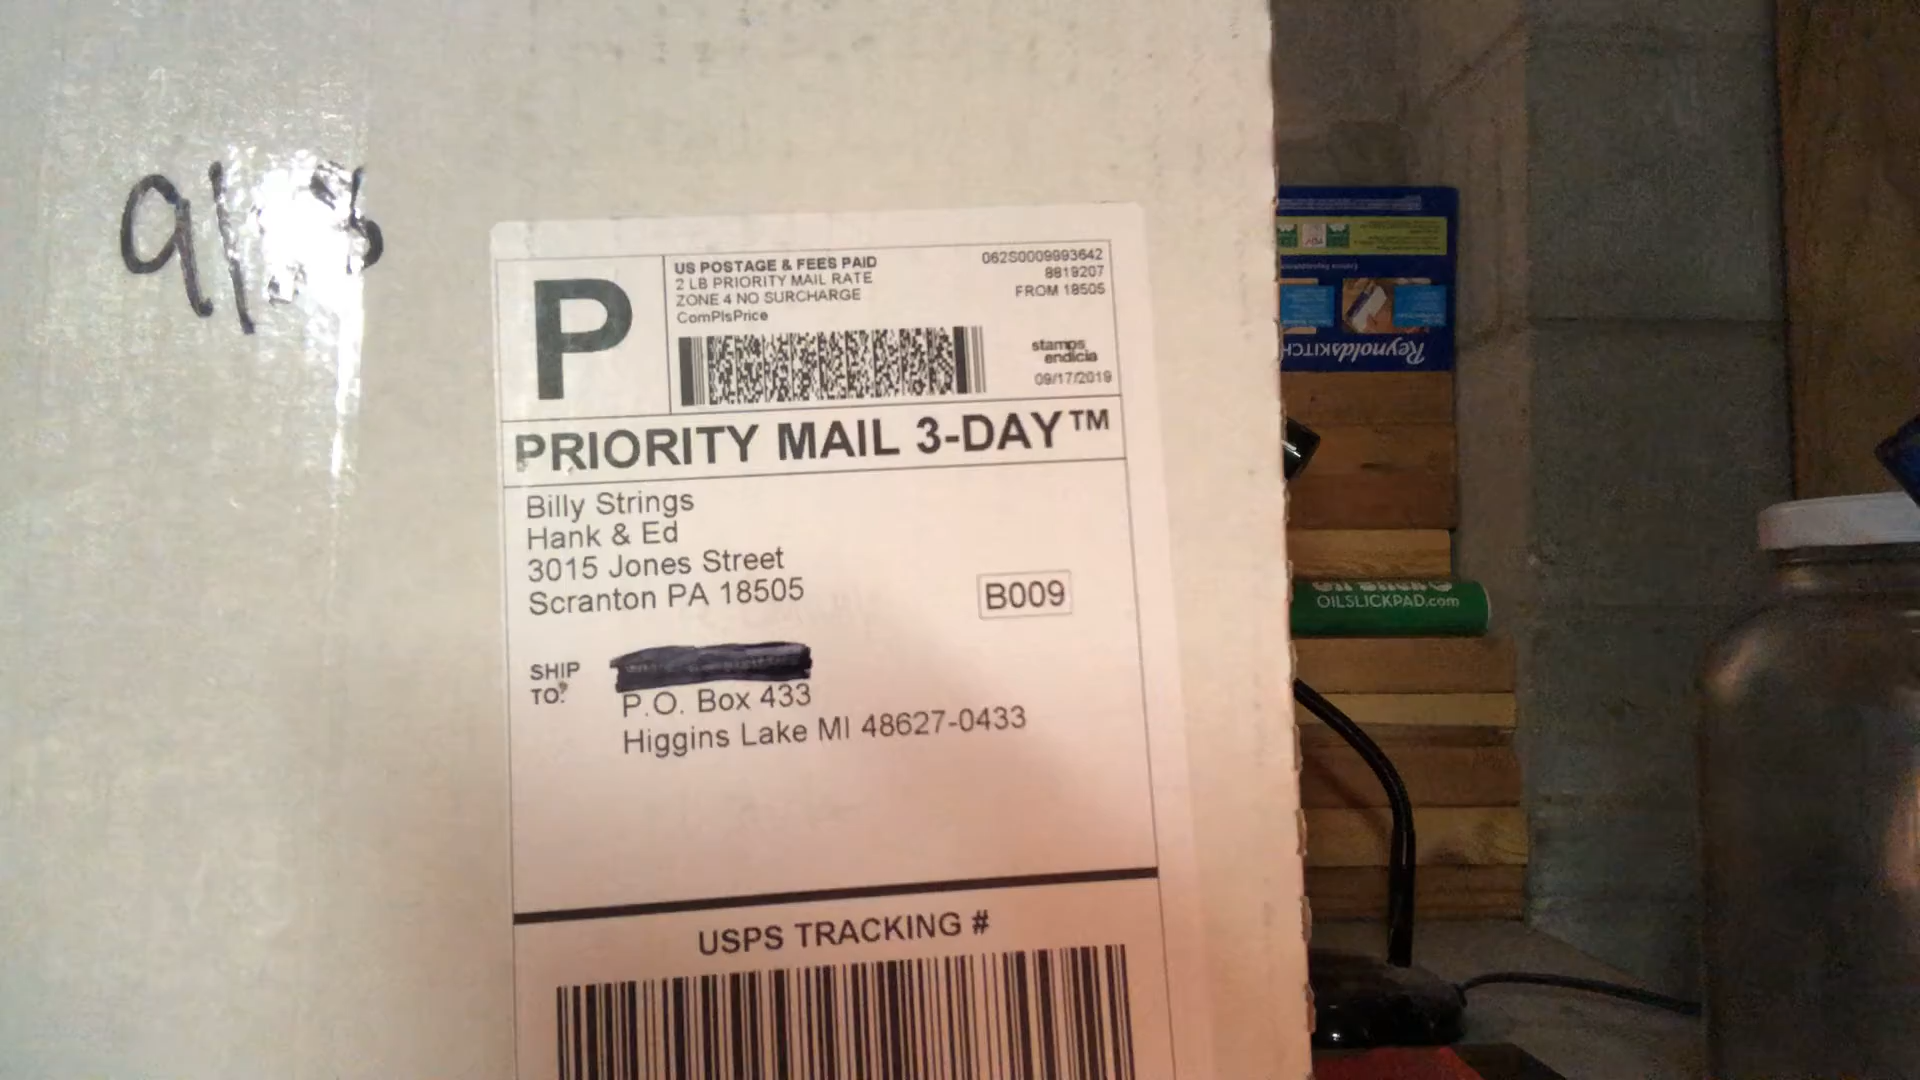 US POSTAGE & FEES PAID
2 LB PRIORITY MAIL RATE
ZONE 4 NO SURCHARGE
ComPlsPrice
062S0009993642
8819207
FROM 18505
stamps
endicia
09/17/2019
P
PRIORITY MAIL 3-DAY™
Billy Strings
Hank & Ed
3015 Jones Street
Scranton PA 18505
B009
SHIP
TO:
P.O. Box 433
Higgins Lake MI 48627-0433
USPS TRACKING #
9/
ReynoldsKITCH
OILSLICKPAD.com